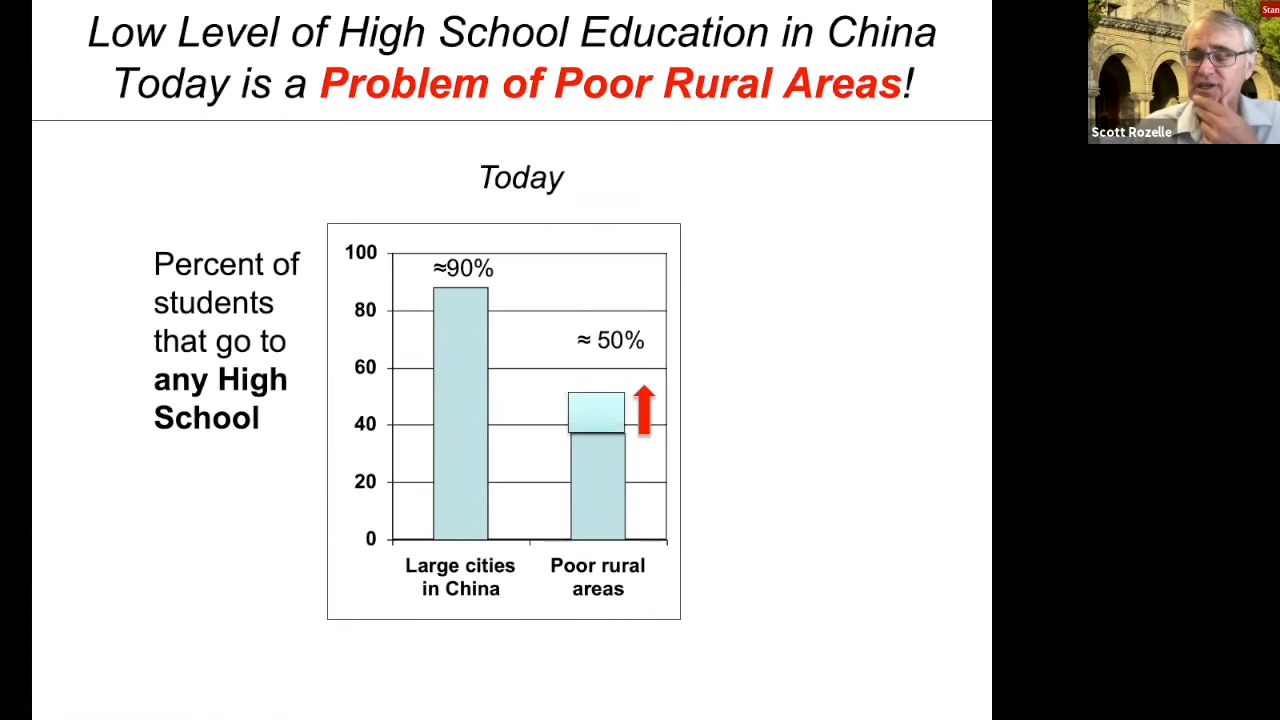 Low Level of High School Education in China
Today is a Problem of Poor Rural Areas!
Stan
Scott Rozelle
Today
Percent of
students
that go to
any High
School
100
80
60
40
20
0
≈90%
≈ 50%
Large cities
in China
Poor rural
areas